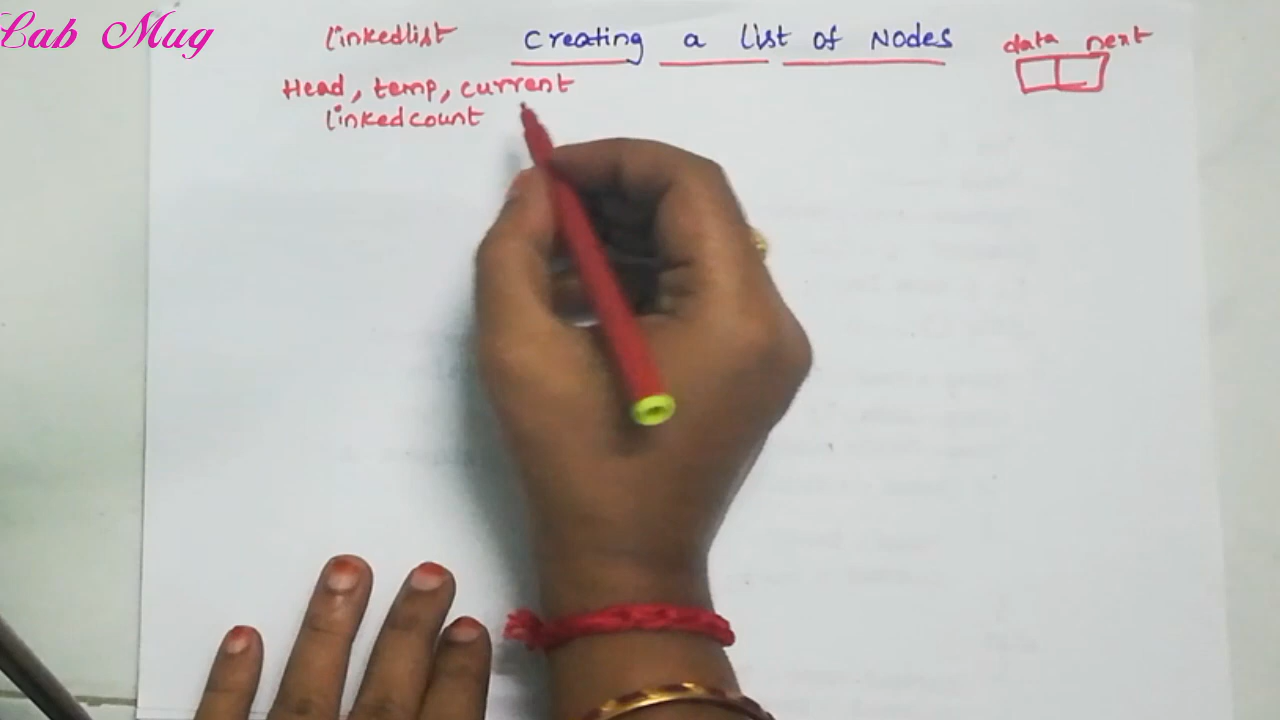 Lab Mug
linkedlist creating a list of Nodes
data next
Head, temp, current
linkedcount